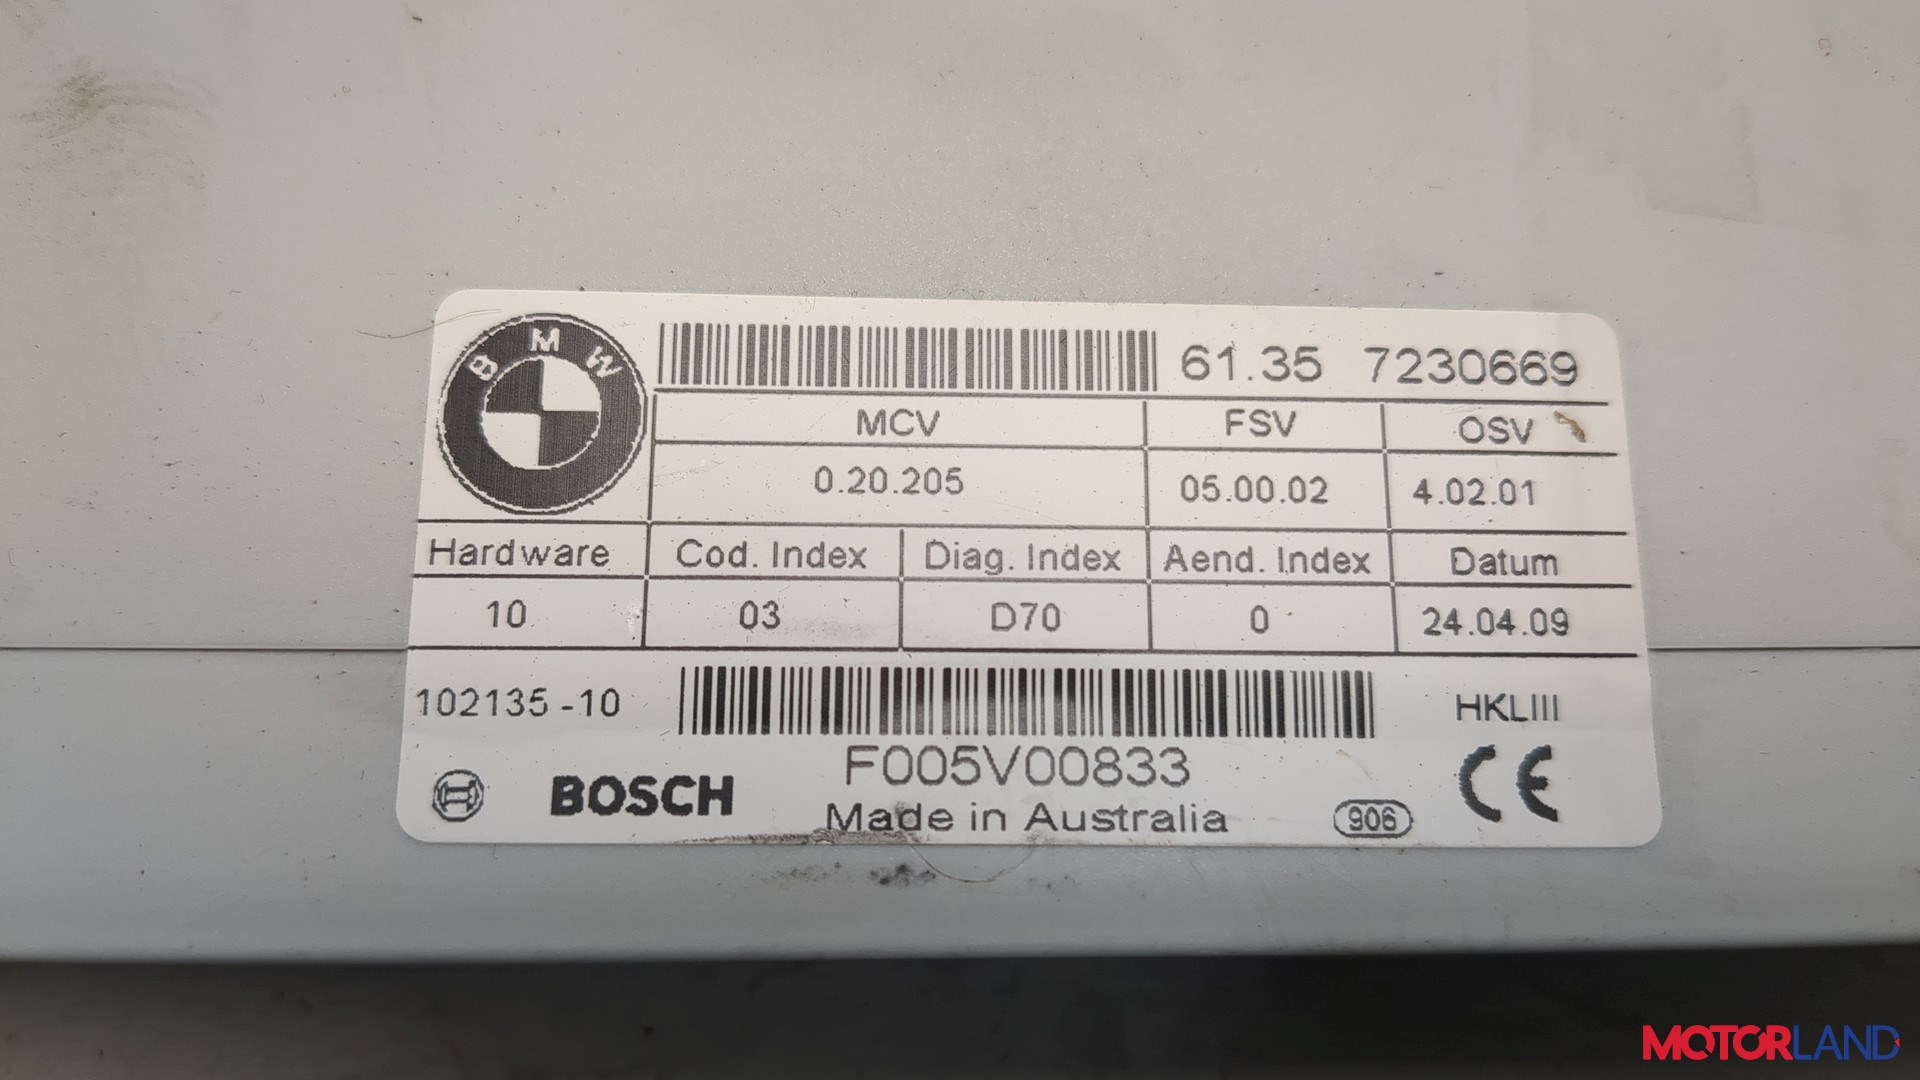 BMW
61.35 7230669
MCV FSV OSV
0.20.205 05.00.02 4.02.01
Hardware Cod. Index Diag. Index Aend. Index Datum
10 03 D70 0 24.04.09
102135-10 HKLIII
F005V00833
BOSCH Made in Australia 906 CE
MOTORLAND